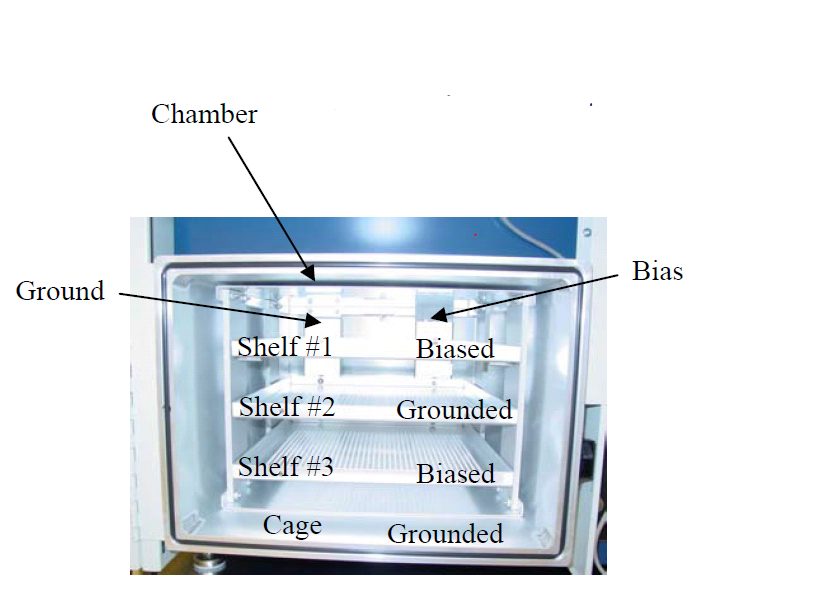 Chamber
Bias
Ground
Shelf #1 Biased
Shelf #2 Grounded
Shelf #3 Biased
Cage Grounded